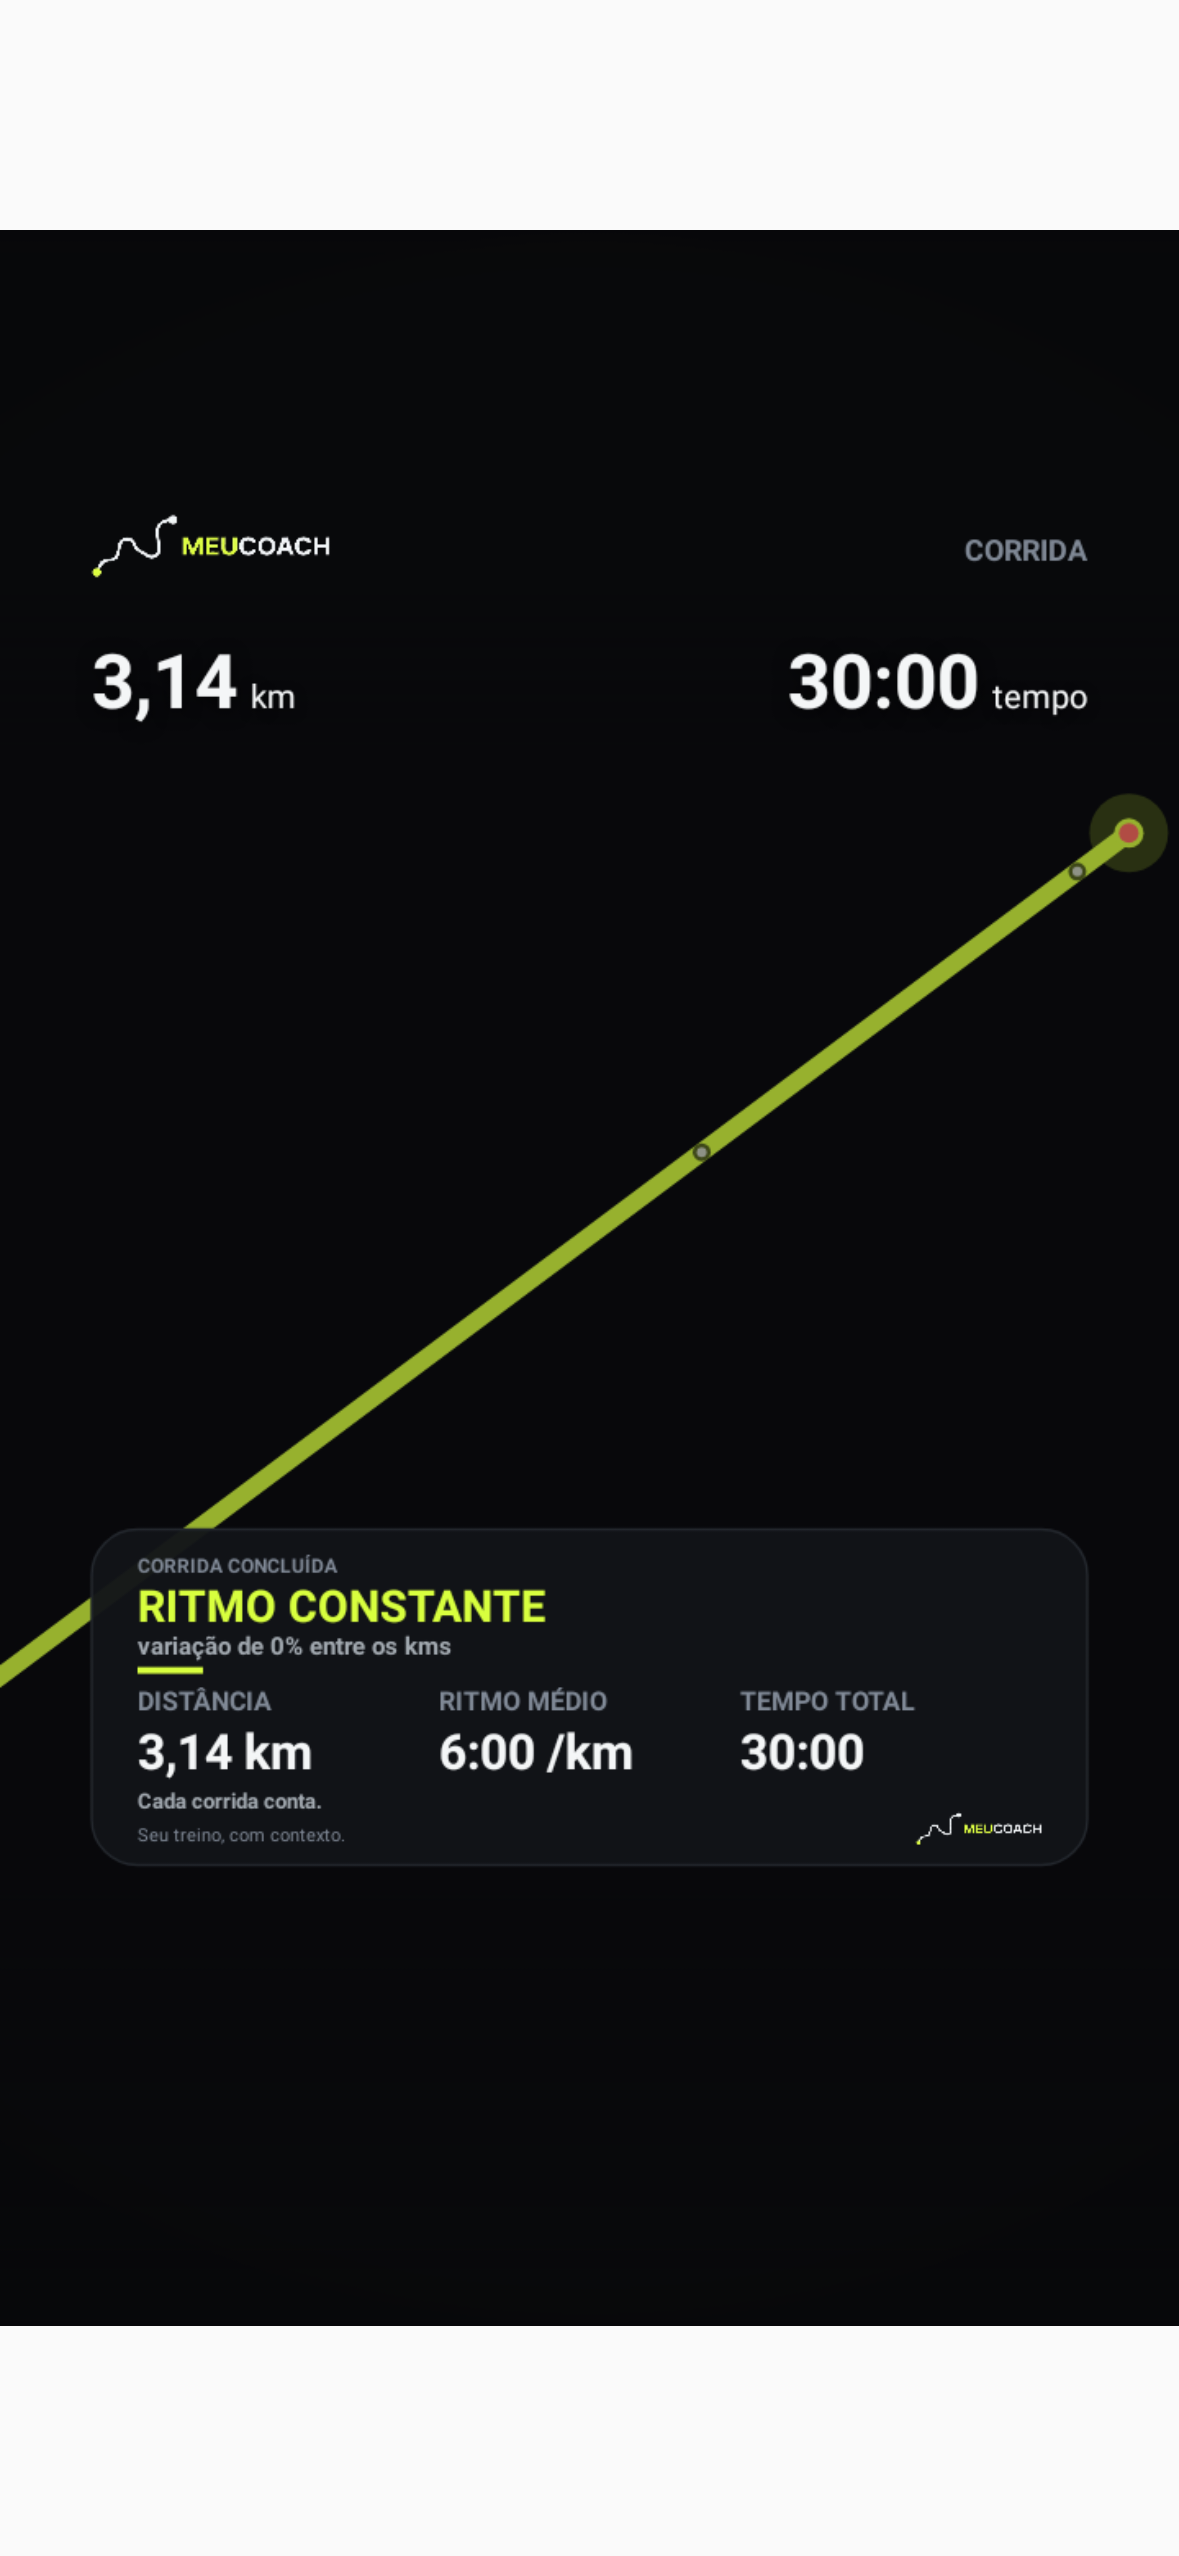 MEUCOACH
CORRIDA
3,14 km
30:00 tempo
CORRIDA CONCLUÍDA
RITMO CONSTANTE
variação de 0% entre os kms
DISTÂNCIA RITMO MÉDIO TEMPO TOTAL
3,14 km 6:00 /km 30:00
Cada corrida conta.
Seu treino, com contexto.
MEUCOACH